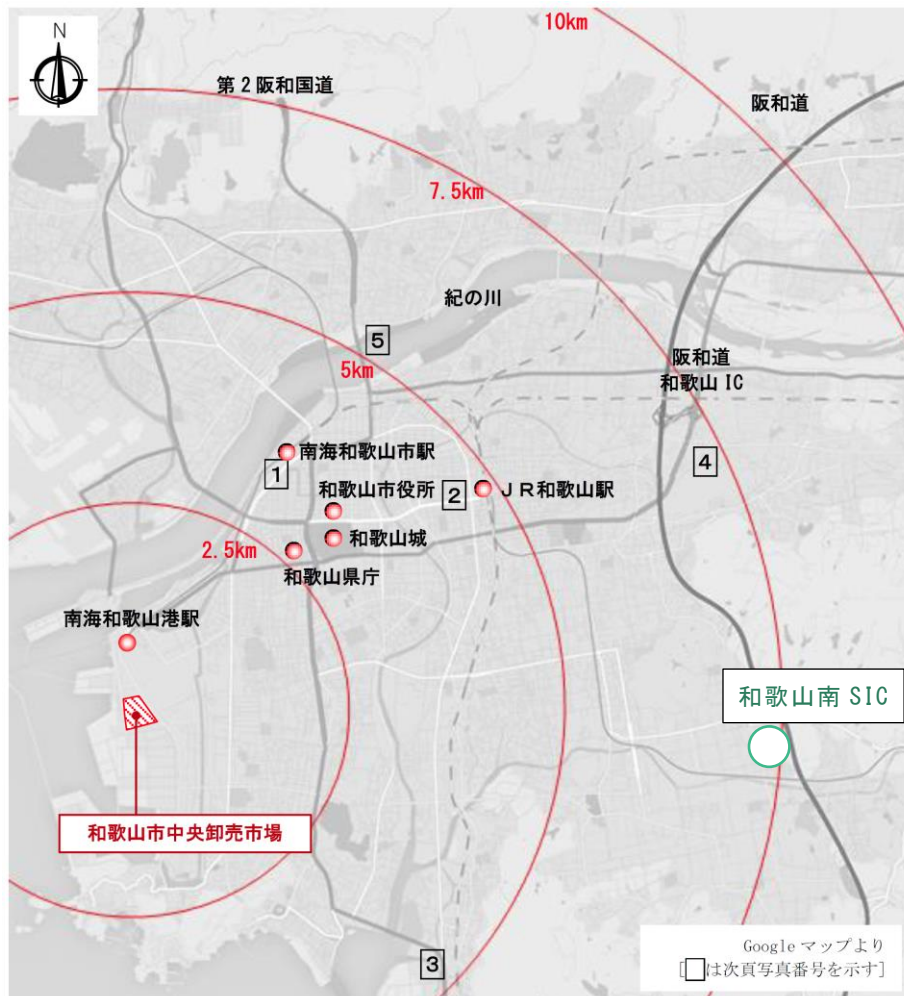 10km
N
第2阪和国道
阪和道
7.5km
紀の川
5
5km
阪和道
和歌山 IC
南海和歌山市駅
1
4
和歌山市役所
2
JR和歌山駅
和歌山城
2.5km
和歌山県庁
南海和歌山港駅
和歌山南 SIC
和歌山市中央卸売市場
3
Google マップより
[□は次頁写真番号を示す]